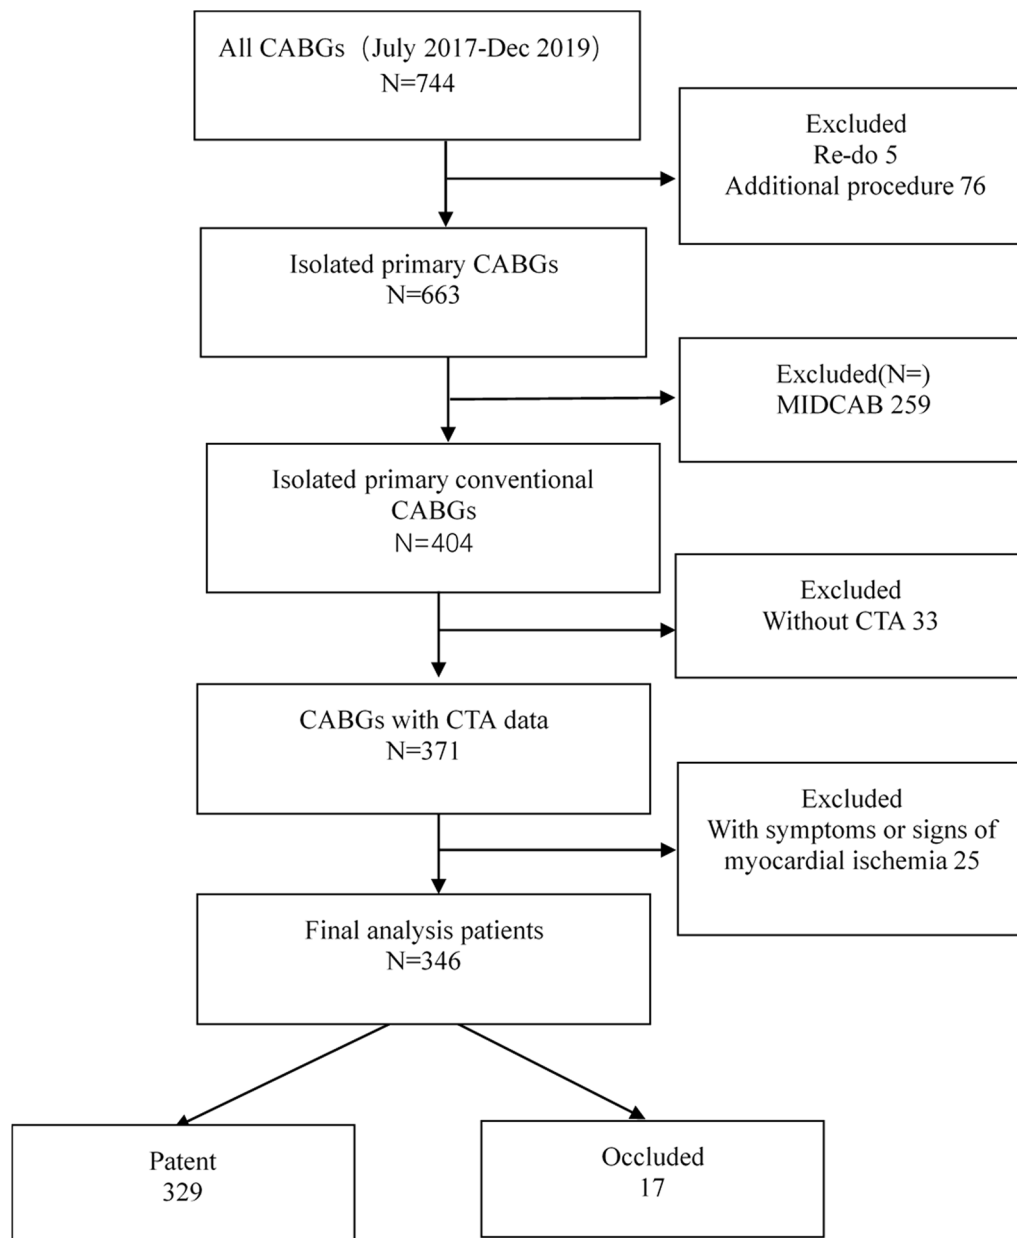 All CABGs（July 2017-Dec 2019）
N=744
Excluded
Re-do 5
Additional procedure 76
Isolated primary CABGs
N=663
Excluded(N=)
MIDCAB 259
Isolated primary conventional
CABGs
N=404
Excluded
Without CTA 33
CABGs with CTA data
N=371
Excluded
With symptoms or signs of
myocardial ischemia 25
Final analysis patients
N=346
Patent
329
Occluded
17